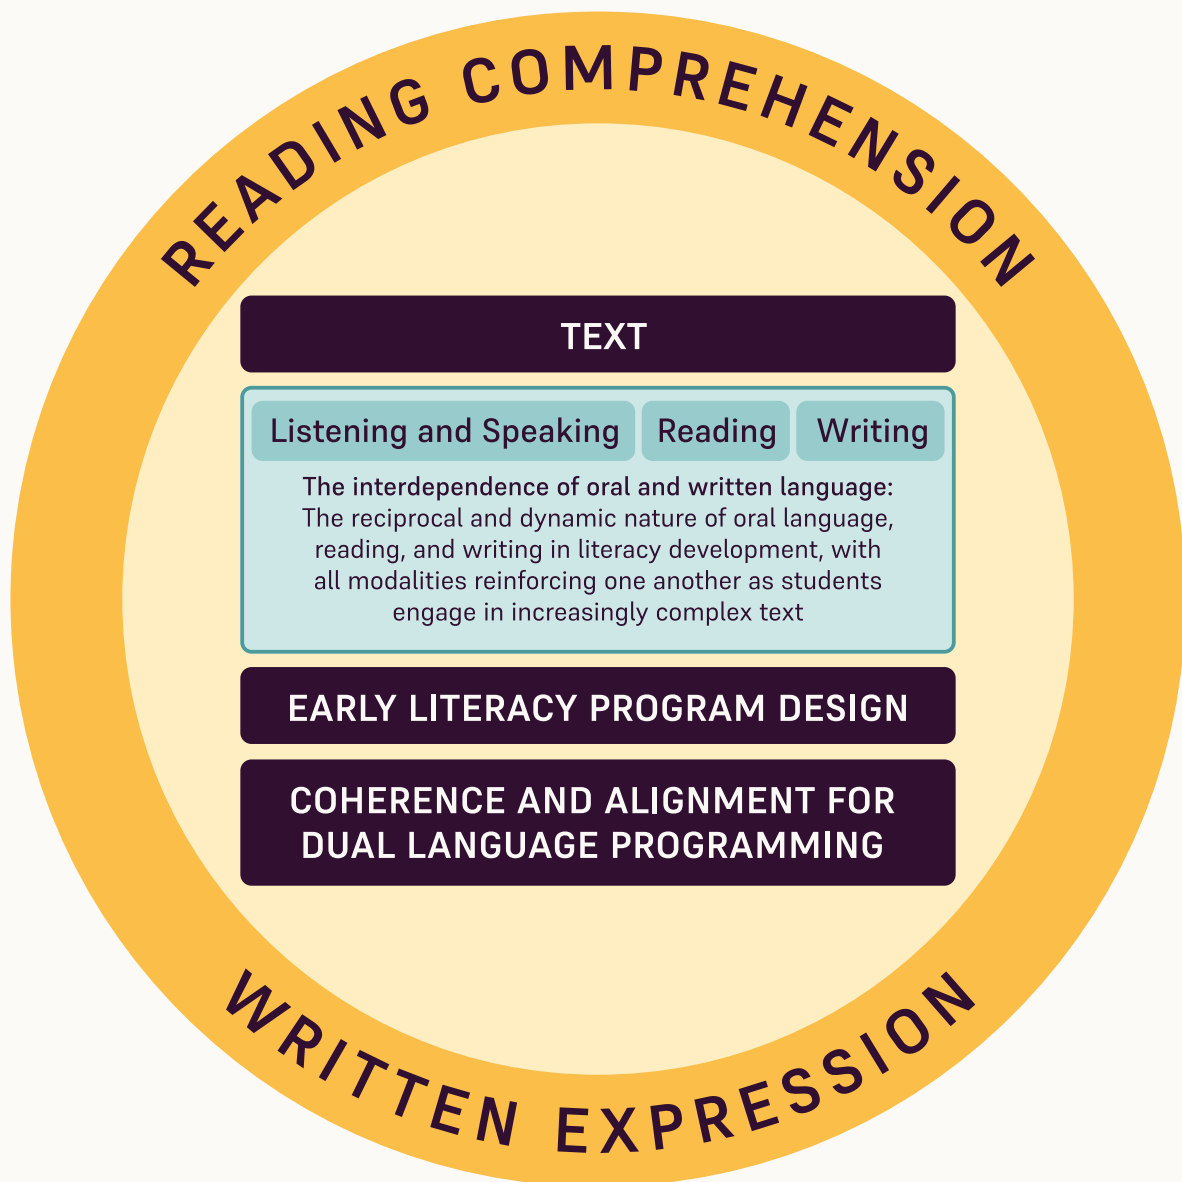 READING COMPREHENSION
TEXT
Listening and Speaking Reading Writing
The interdependence of oral and written language:
The reciprocal and dynamic nature of oral language,
reading, and writing in literacy development, with
all modalities reinforcing one another as students
engage in increasingly complex text
EARLY LITERACY PROGRAM DESIGN
COHERENCE AND ALIGNMENT FOR
DUAL LANGUAGE PROGRAMMING
WRITTEN EXPRESSION